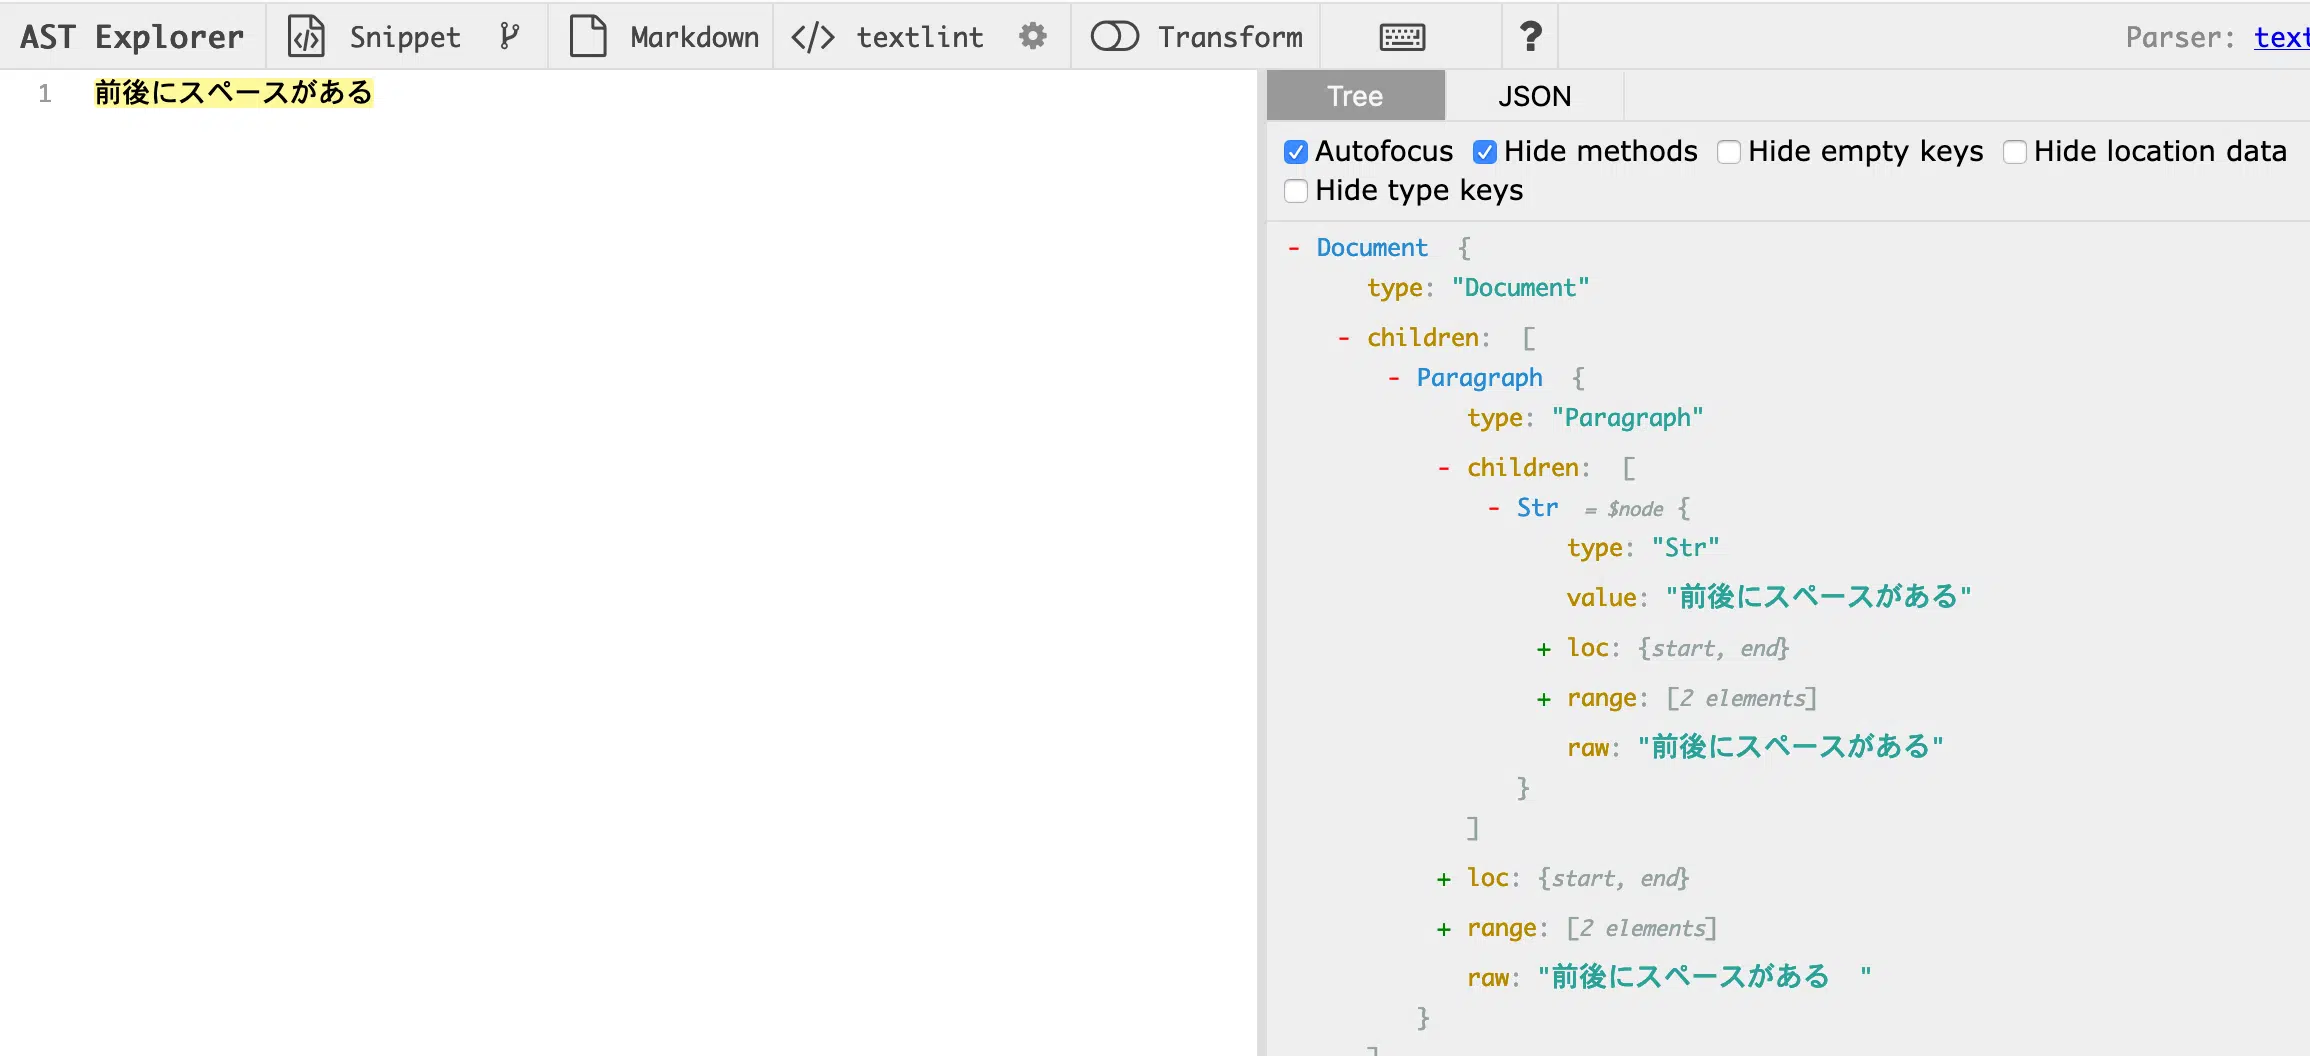 AST Explorer Snippet Markdown </> textlint Transform ? Parser: text
1 前後にスペースがある
Tree JSON
Autofocus Hide methods Hide empty keys Hide location data
Hide type keys
- Document {
type: "Document"
- children: [
- Paragraph {
type: "Paragraph"
- children: [
- Str = $node {
type: "Str"
value: "前後にスペースがある"
+ loc: {start, end}
+ range: [2 elements]
raw: "前後にスペースがある"
}
]
+ loc: {start, end}
+ range: [2 elements]
raw: "前後にスペースがある  "
}
]